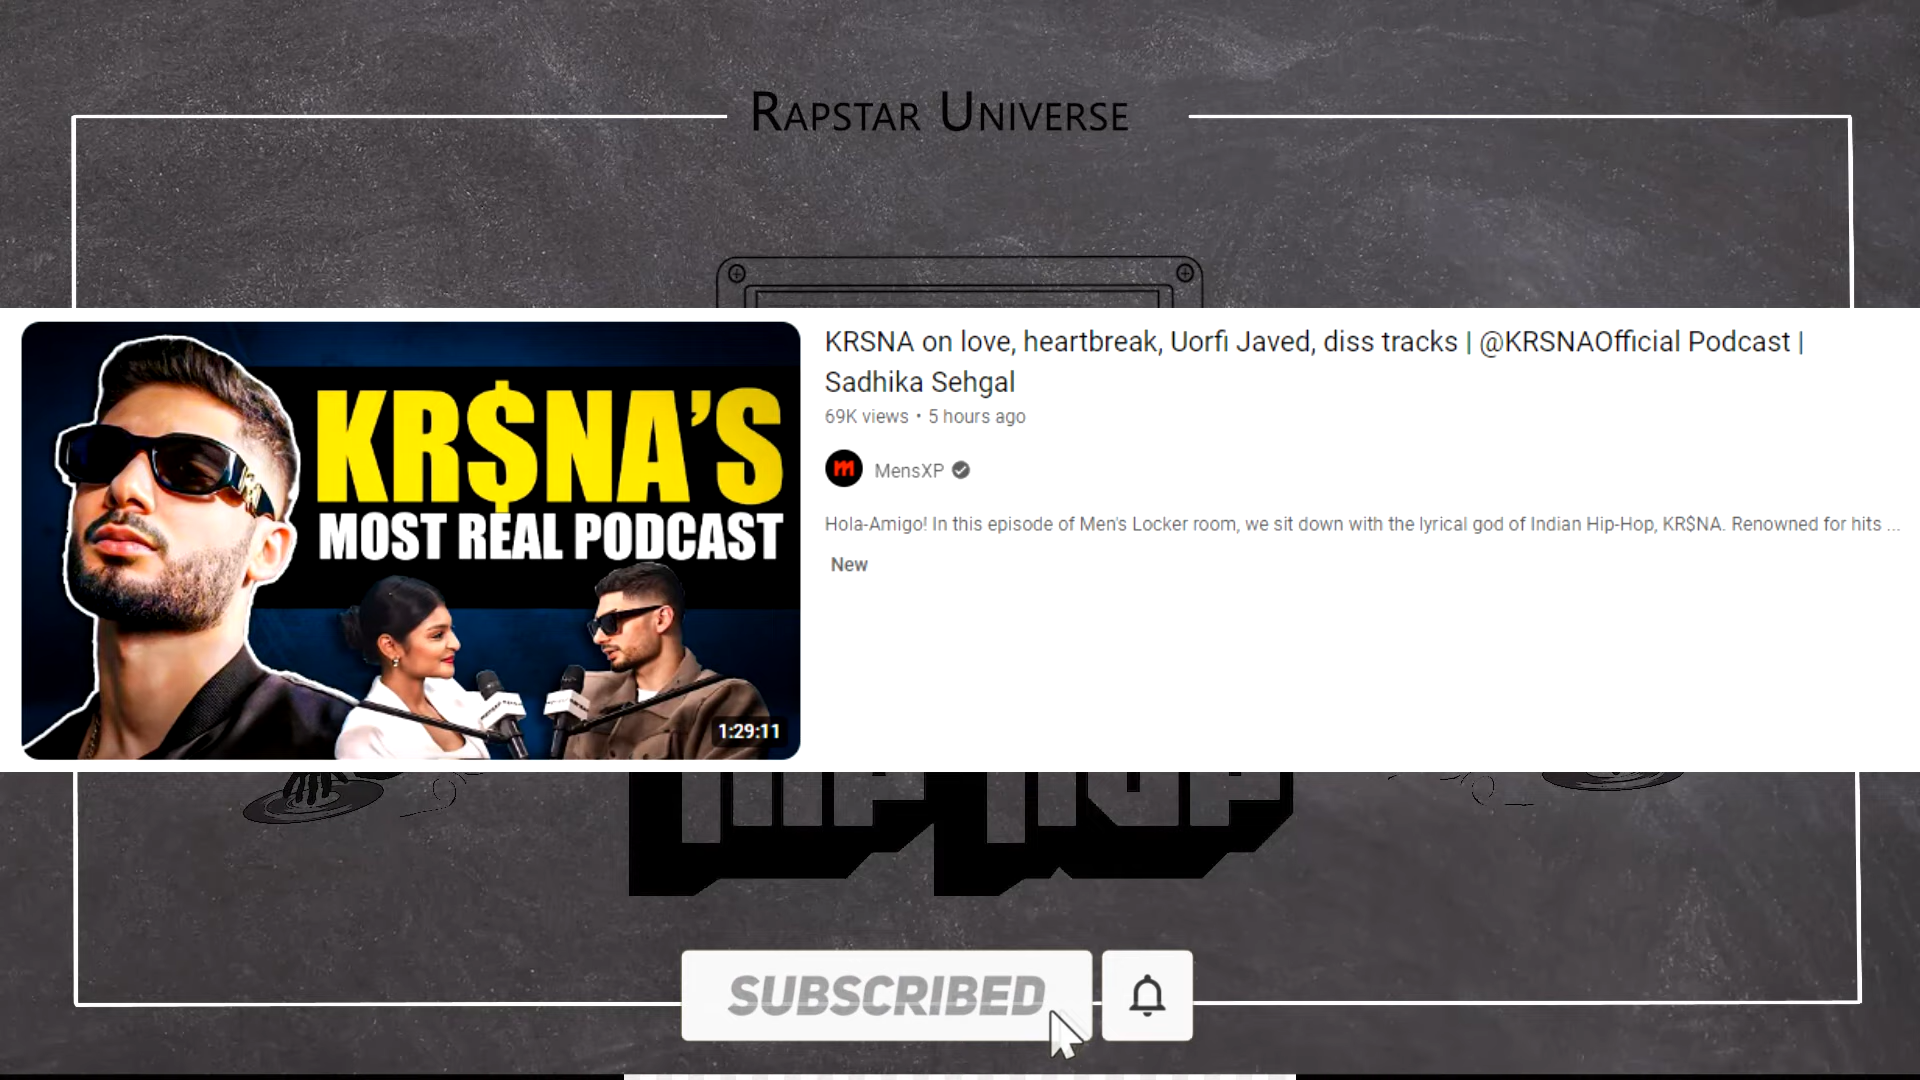 RAPSTAR UNIVERSE
KR$NA'S
MOST REAL PODCAST
1:29:11
KRSNA on love, heartbreak, Uorfi Javed, diss tracks | @KRSNAOfficial Podcast |
Sadhika Sehgal
69K views • 5 hours ago
MensXP
Hola-Amigo! In this episode of Men's Locker room, we sit down with the lyrical god of Indian Hip-Hop, KR$NA. Renowned for hits ...
New
HIP HOP
SUBSCRIBED